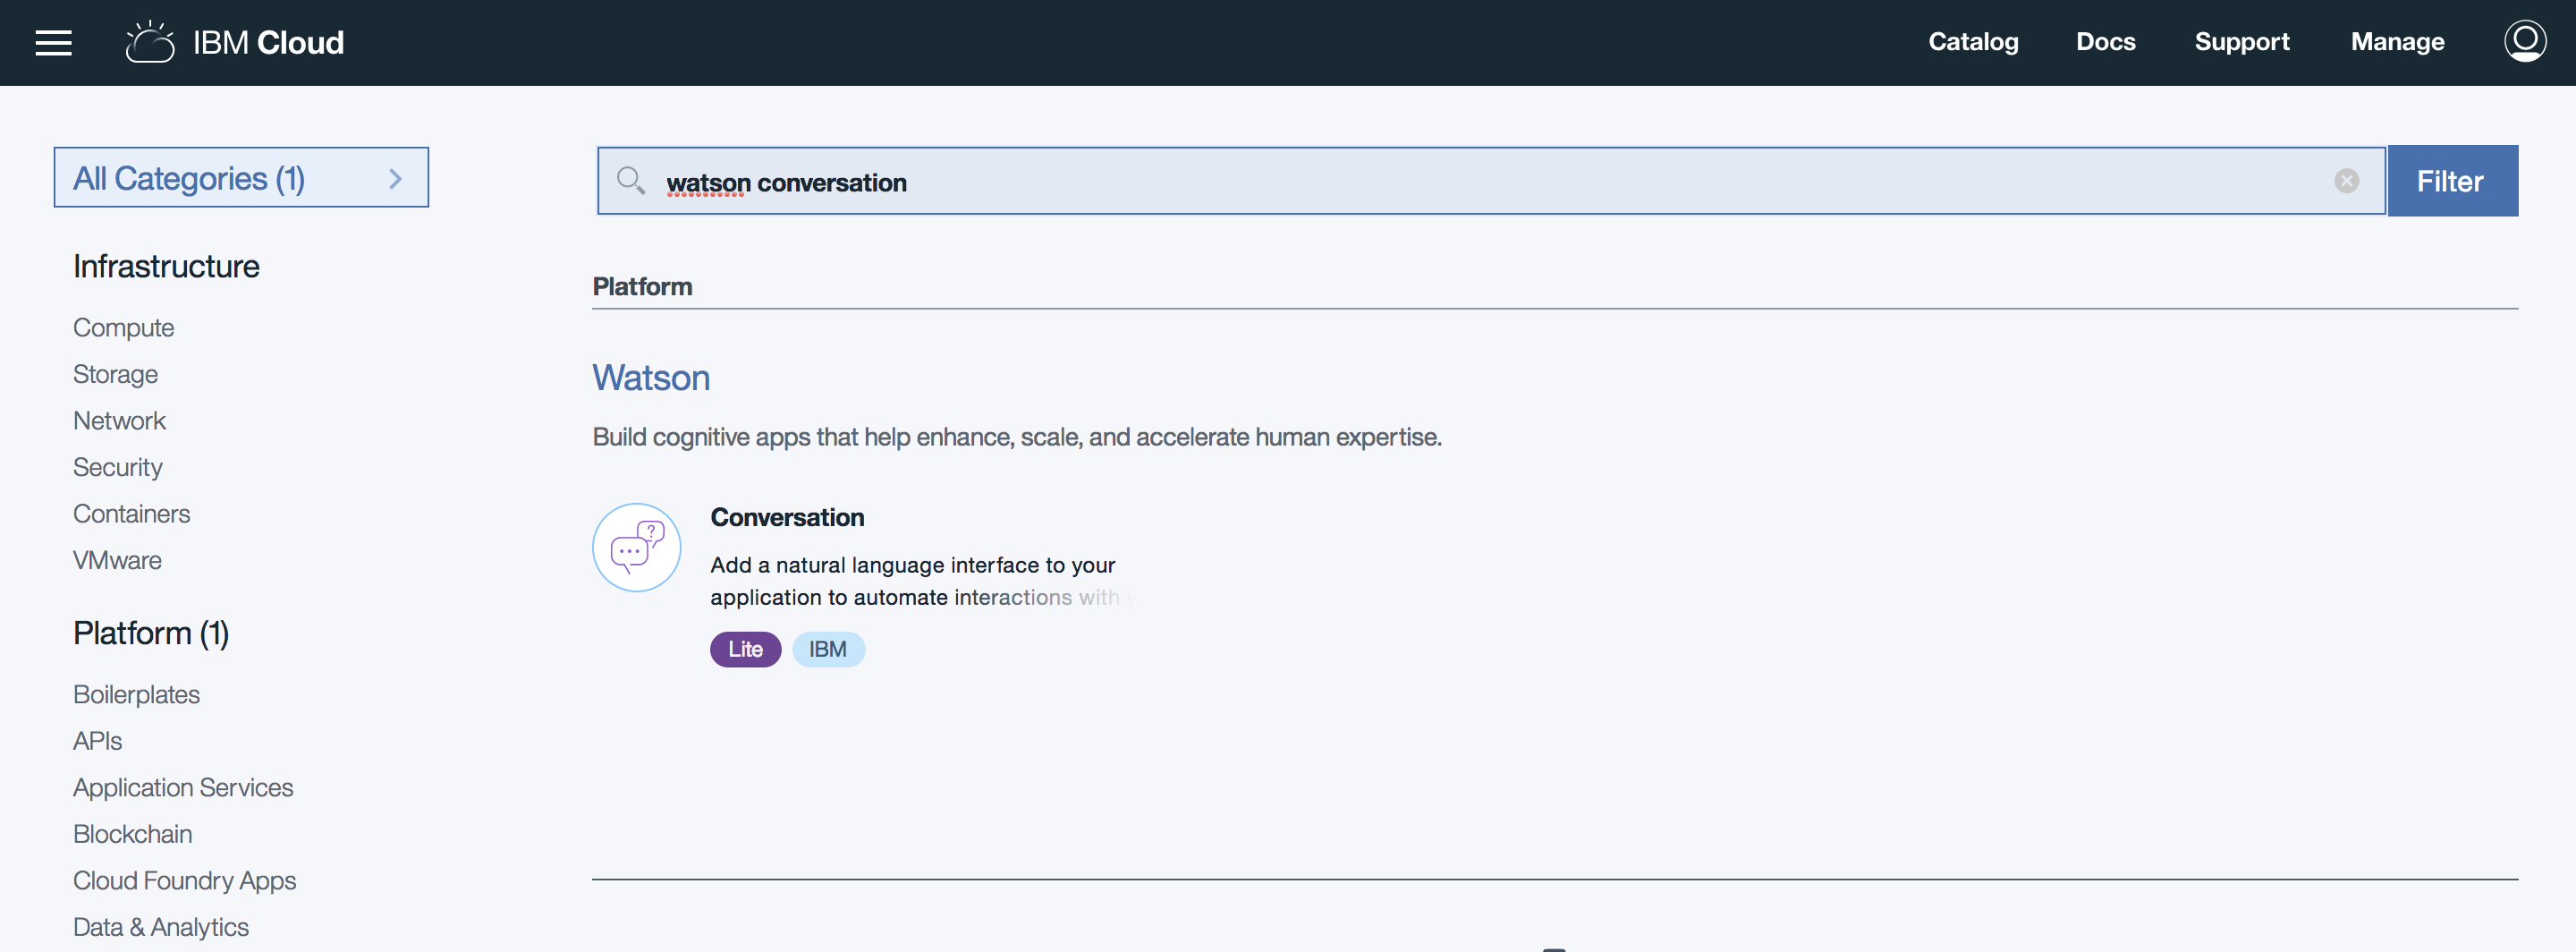 IBM Cloud
Catalog Docs Support Manage
All Categories (1)
Infrastructure
Compute
Storage
Network
Security
Containers
VMware
Platform (1)
Boilerplates
APIs
Application Services
Blockchain
Cloud Foundry Apps
Data & Analytics
watson conversation
Filter
Platform
Watson
Build cognitive apps that help enhance, scale, and accelerate human expertise.
Conversation
Add a natural language interface to your
application to automate interactions with
Lite IBM